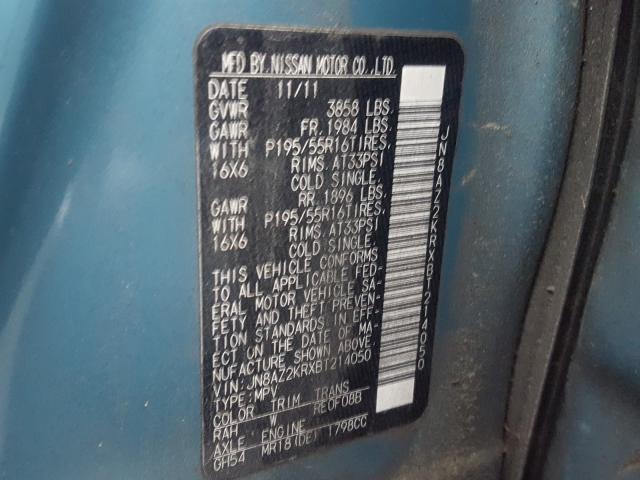 MFD BY.NISSAN MOTOR CO.,LTD.
DATE 11/11
GVWR 3858 LBS.
GAWR FR. 1984 LBS.
WITH P195/55R16TIRES,
16X6 RIMS, AT33PSI
COLD SINGLE.
GAWR RR. 1896 LBS.
WITH P195/55R16TIRES,
16X6 RIMS, AT33PSI
COLD SINGLE.
THIS VEHICLE CONFORMS
TO ALL APPLICABLE FED-
ERAL MOTOR VEHICLE SA-
FETY AND THEFT PREVEN-
TION STANDARDS IN EFF-
ECT ON THE DATE OF MA-
NUFACTURE SHOWN ABOVE.
VIN:JN8AZ2KRXBT214050
TYPE:MPV
COLOR TRIM TRANS
RAH W RE0F08B
AXLE ENGINE
GH54 MR18(DE) 1798CC
JN8AZ2KRXBT214050